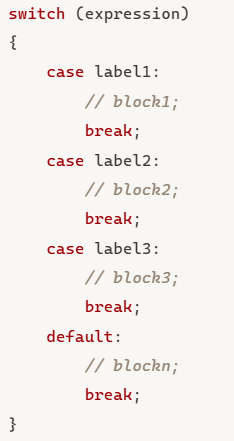 switch (expression)
{
    case label1:
        // block1;
        break;
    case label2:
        // block2;
        break;
    case label3:
        // block3;
        break;
    default:
        // blockn;
        break;
}